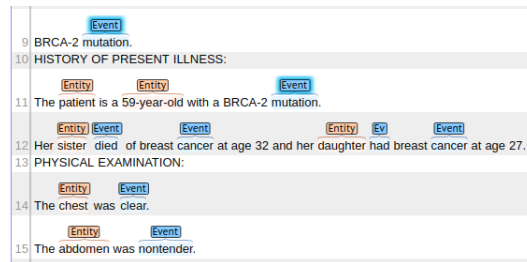 Event
9 BRCA-2 mutation.
10 HISTORY OF PRESENT ILLNESS:
Entity Entity Event
11 The patient is a 59-year-old with a BRCA-2 mutation.
Entity Event Event Entity Ev Event
12 Her sister died of breast cancer at age 32 and her daughter had breast cancer at age 27.
13 PHYSICAL EXAMINATION:
Entity Event
14 The chest was clear.
Entity Event
15 The abdomen was nontender.